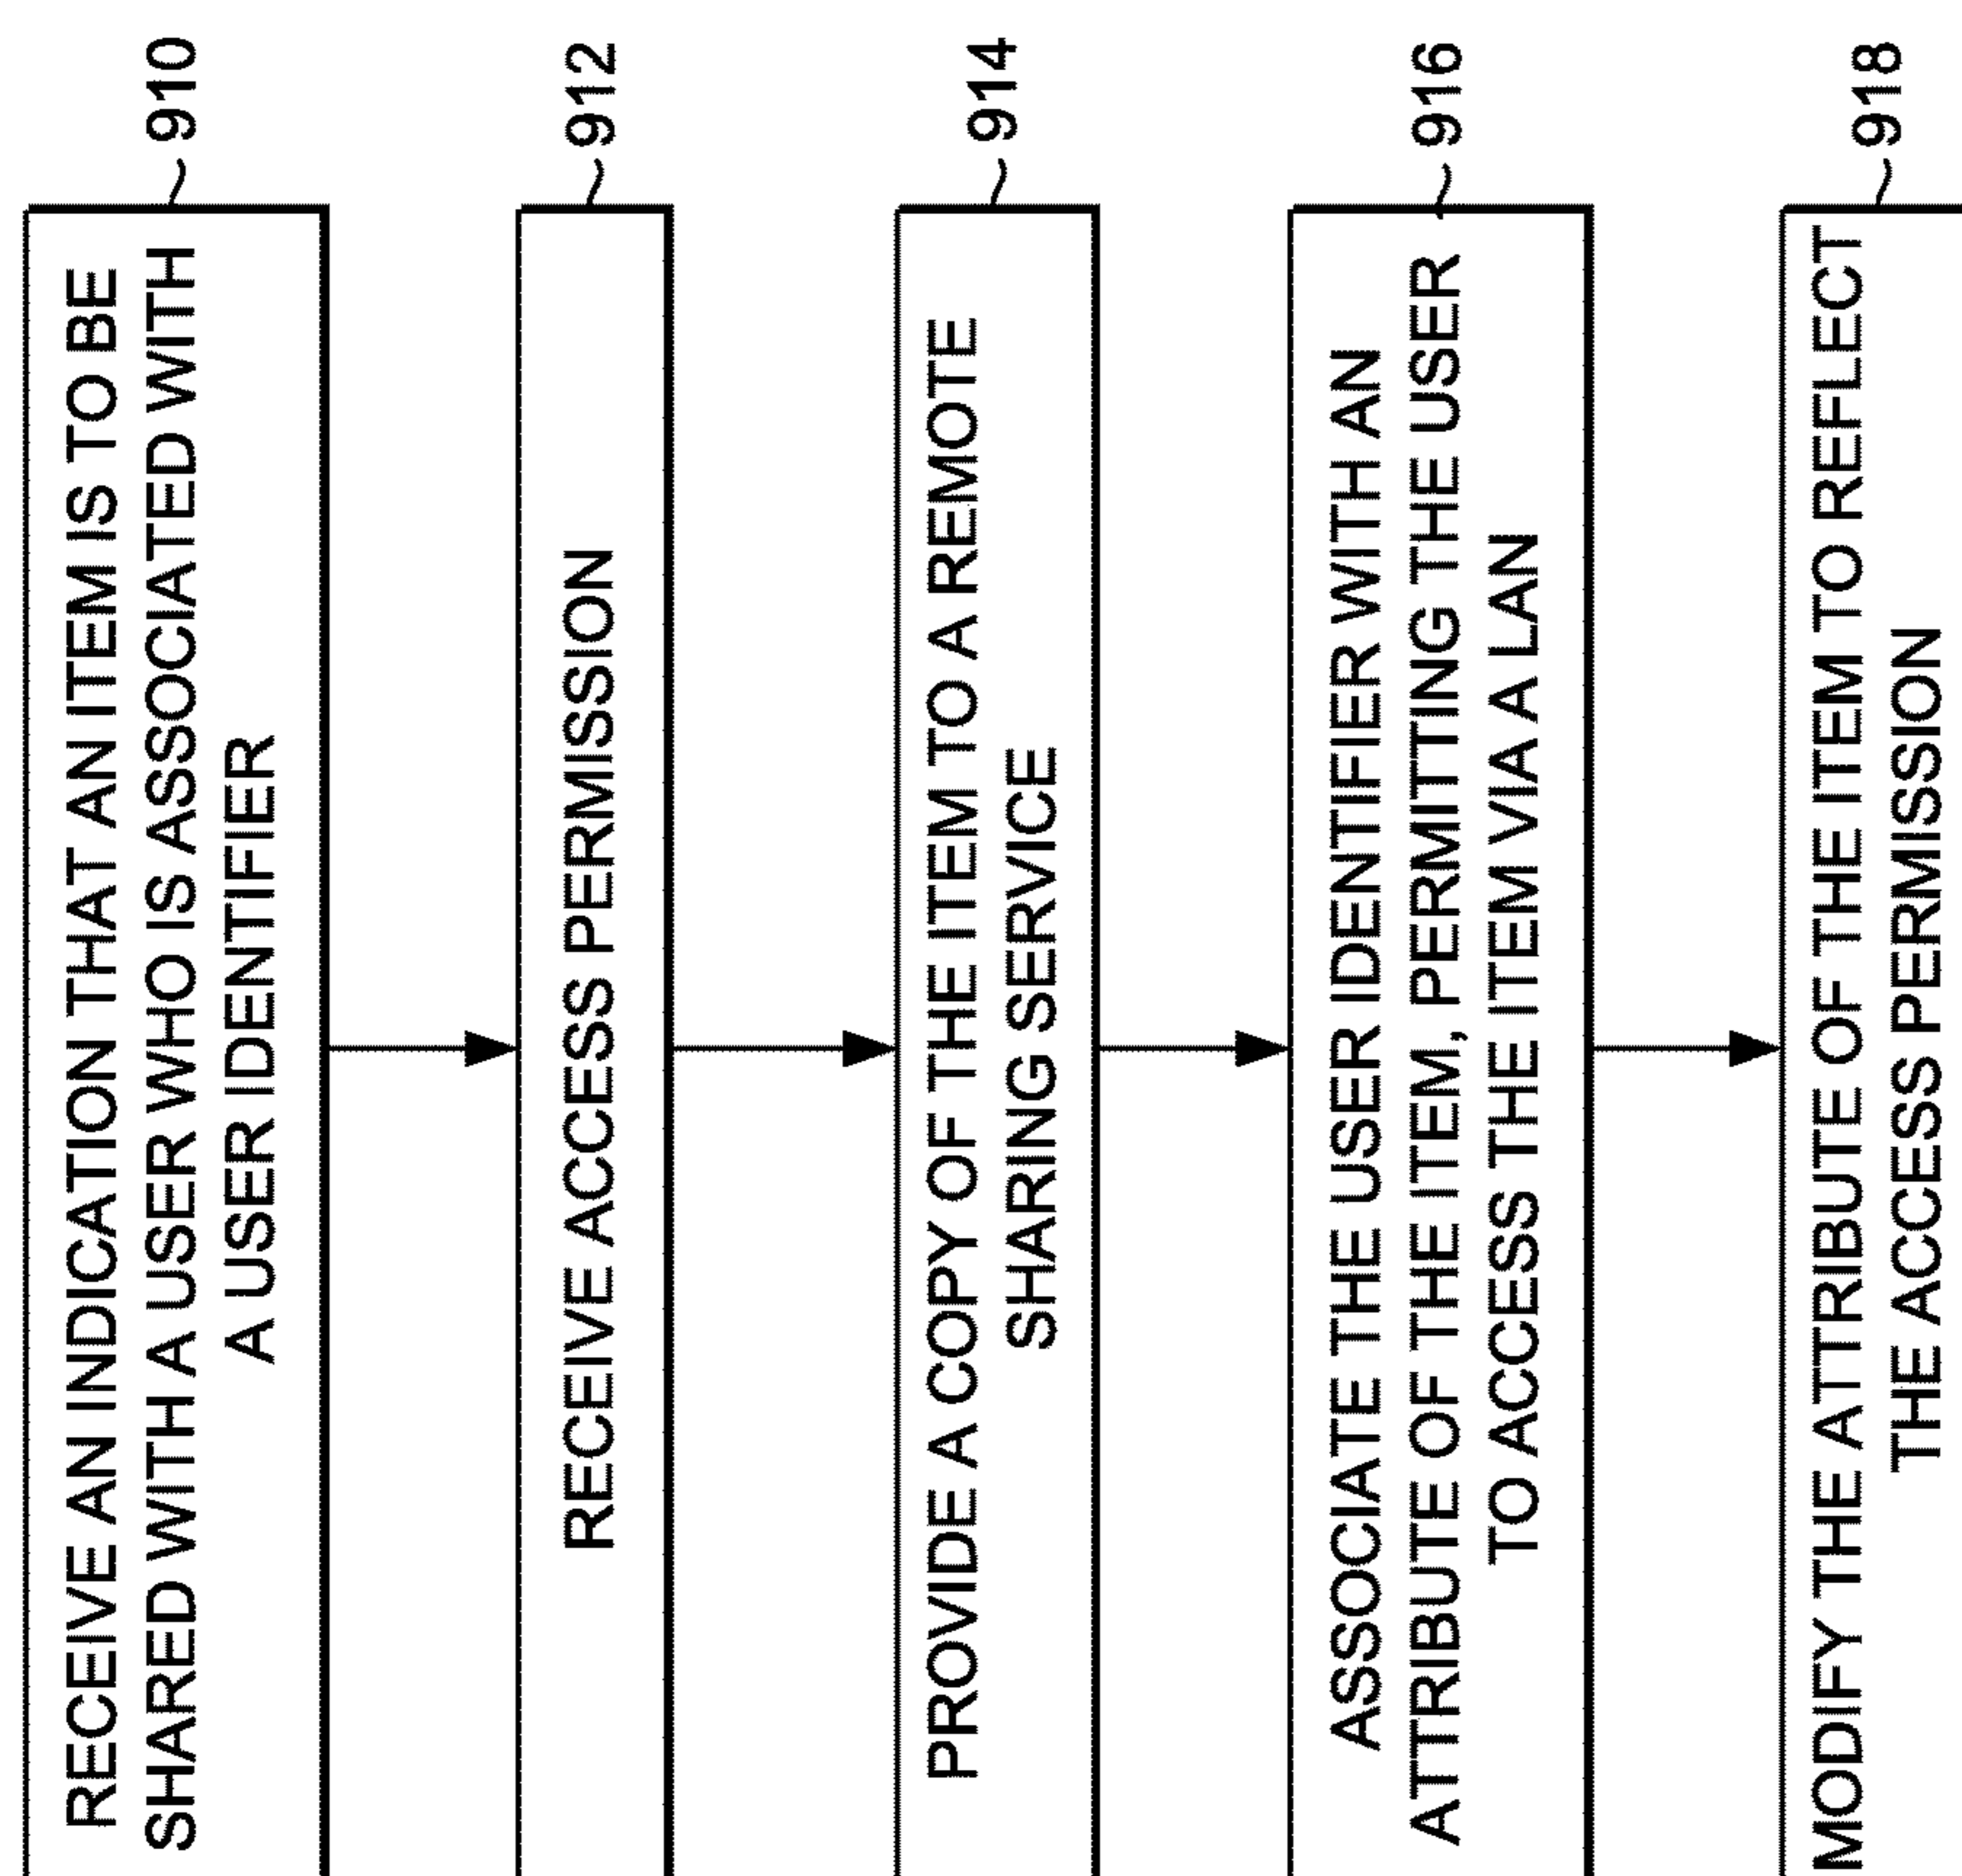 RECEIVE AN INDICATION THAT AN ITEM IS TO BE
SHARED WITH A USER WHO IS ASSOCIATED WITH
A USER IDENTIFIER
910
RECEIVE ACCESS PERMISSION
912
PROVIDE A COPY OF THE ITEM TO A REMOTE
SHARING SERVICE
914
ASSOCIATE THE USER IDENTIFIER WITH AN
ATTRIBUTE OF THE ITEM, PERMITTING THE USER
TO ACCESS THE ITEM VIA A LAN
916
MODIFY THE ATTRIBUTE OF THE ITEM TO REFLECT
THE ACCESS PERMISSION
918